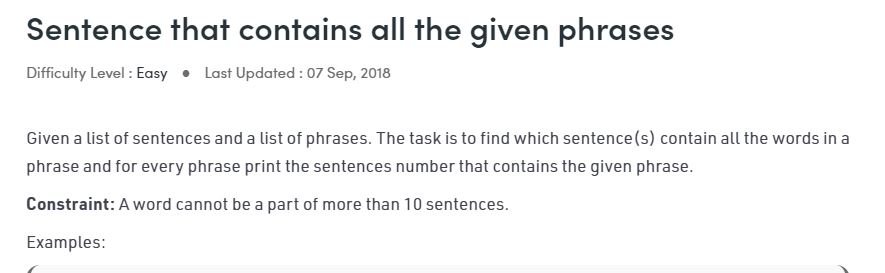 Sentence that contains all the given phrases
Difficulty Level : Easy ● Last Updated : 07 Sep, 2018
Given a list of sentences and a list of phrases. The task is to find which sentence(s) contain all the words in a
phrase and for every phrase print the sentences number that contains the given phrase.
Constraint: A word cannot be a part of more than 10 sentences.
Examples: